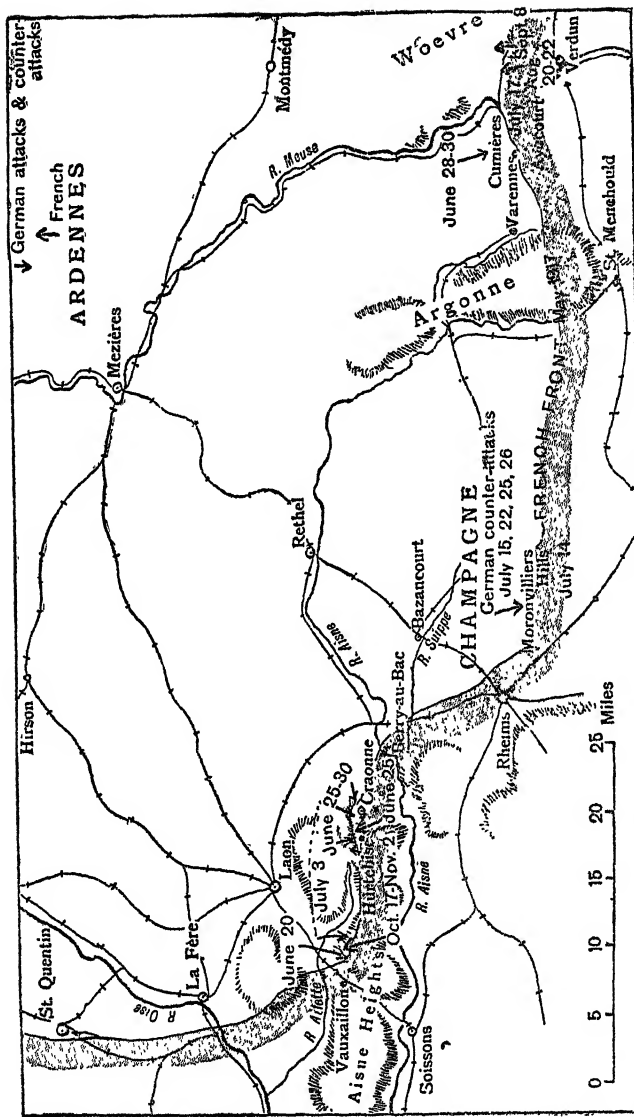 German attacks & counter-
attacks
French
ARDENNES
Hirson
Mezières
Montmédy
St. Quentin
R. Oise
La Fère
Laon
Rethel
R. Meuse
Woevre
R. Aisne
Argonne
June 28-30
Cumières
Varennes
July 17, Sept 8
Avocourt Aug.
20-22
Verdun
St. Menehould
FRENCH FRONT May 1917
CHAMPAGNE
German counter-attacks
July 15, 22, 25, 26
Moronvilliers
Hills
July 14
Bazancourt
R. Suippe
Berry-au-Bac
Rheims
June 20
July 3
June 25-30
Craonne
Hurtebise
June 25
Oct. 17-Nov. 2
R. Ailette
Vauxaillon
Aisne Heights
R. Aisne
Soissons
0 5 10 15 20 25
Miles